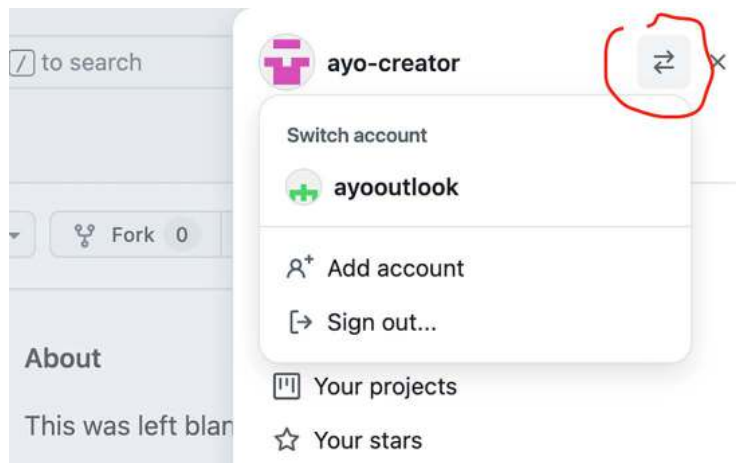 / to search
ayo-creator
Switch account
ayooutlook
Fork 0
Add account
Sign out...
About
Your projects
This was left blan
Your stars